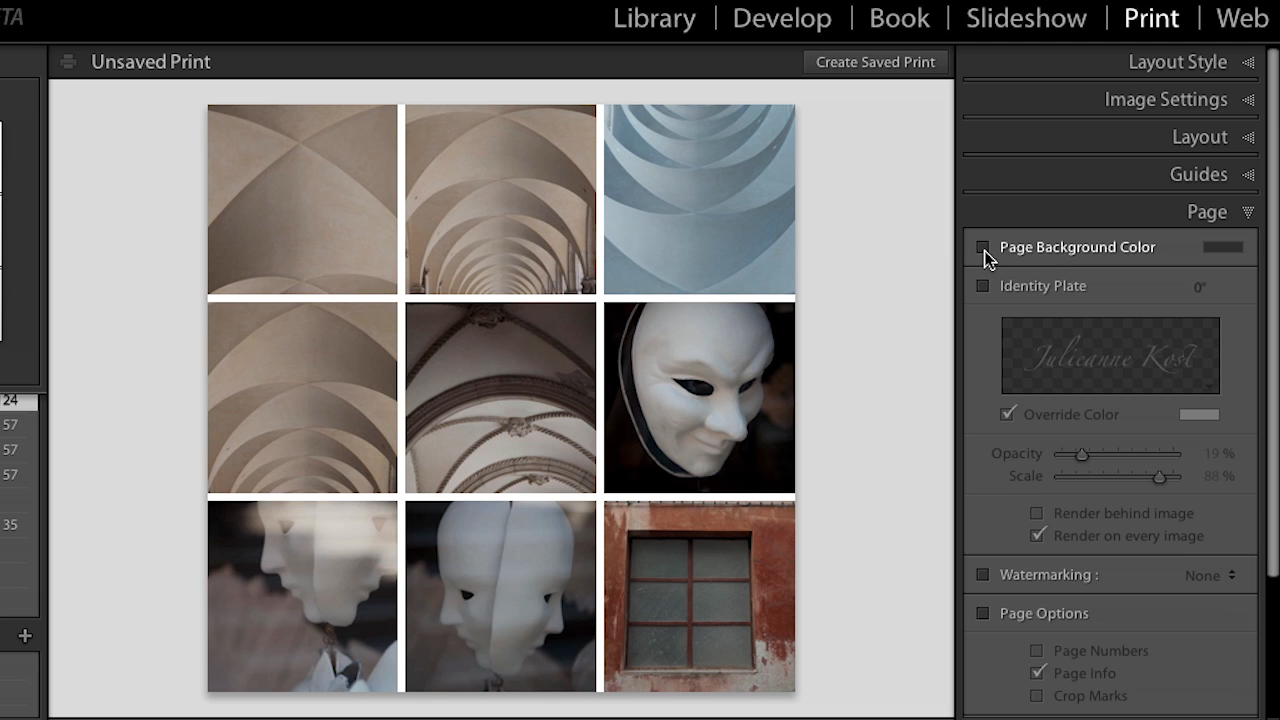 Library | Develop | Book | Slideshow | Print | Web
Unsaved Print
Create Saved Print
Layout Style
Image Settings
Layout
Guides
Page
Page Background Color
Identity Plate
0°
Julieanne Kost
Override Color
Opacity 19 %
Scale 88 %
Render behind image
Render on every image
Watermarking : None
Page Options
Page Numbers
Page Info
Crop Marks
24
57
57
57
35